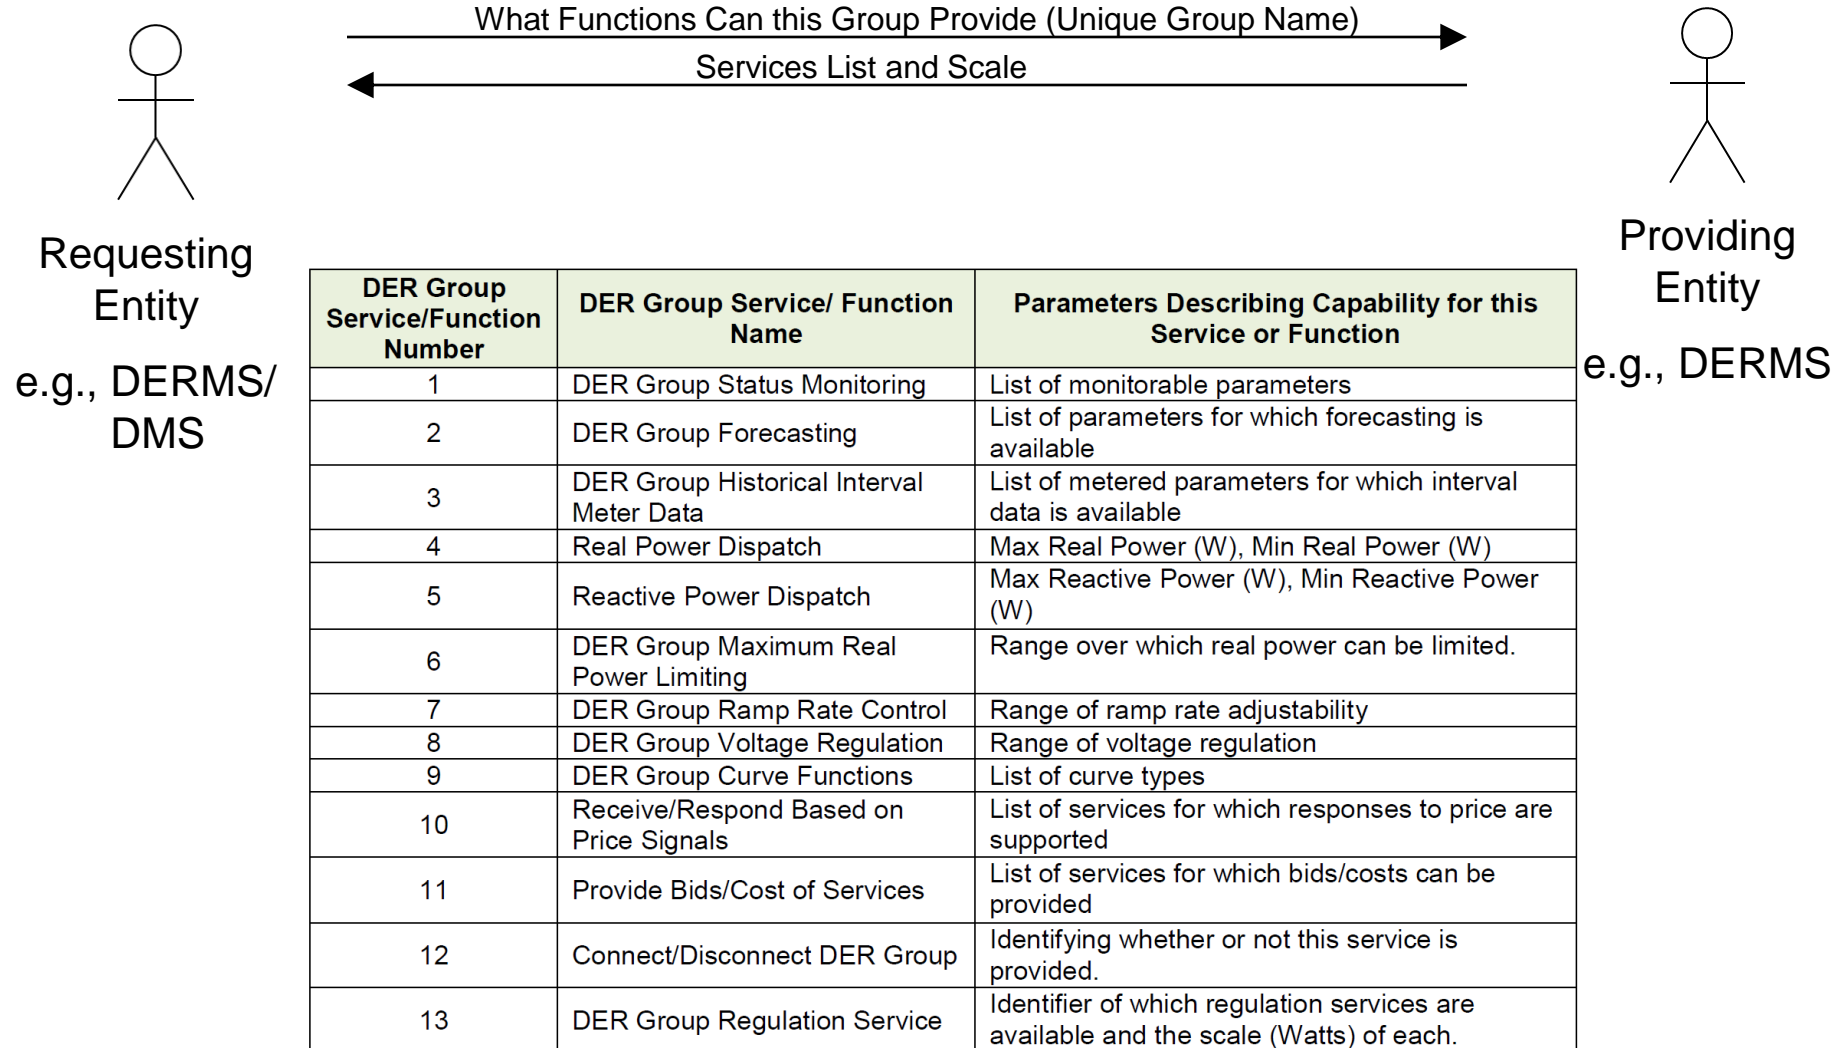 What Functions Can this Group Provide (Unique Group Name)
Services List and Scale
Requesting
Entity
e.g., DERMS/
DMS
Providing
Entity
e.g., DERMS
DER Group
Service/Function
Number
DER Group Service/ Function
Name
Parameters Describing Capability for this
Service or Function
1
DER Group Status Monitoring
List of monitorable parameters
2
DER Group Forecasting
List of parameters for which forecasting is
available
3
DER Group Historical Interval
Meter Data
List of metered parameters for which interval
data is available
4
Real Power Dispatch
Max Real Power (W), Min Real Power (W)
5
Reactive Power Dispatch
Max Reactive Power (W), Min Reactive Power
(W)
6
DER Group Maximum Real
Power Limiting
Range over which real power can be limited.
7
DER Group Ramp Rate Control
Range of ramp rate adjustability
8
DER Group Voltage Regulation
Range of voltage regulation
9
DER Group Curve Functions
List of curve types
10
Receive/Respond Based on
Price Signals
List of services for which responses to price are
supported
11
Provide Bids/Cost of Services
List of services for which bids/costs can be
provided
12
Connect/Disconnect DER Group
Identifying whether or not this service is
provided.
13
DER Group Regulation Service
Identifier of which regulation services are
available and the scale (Watts) of each.